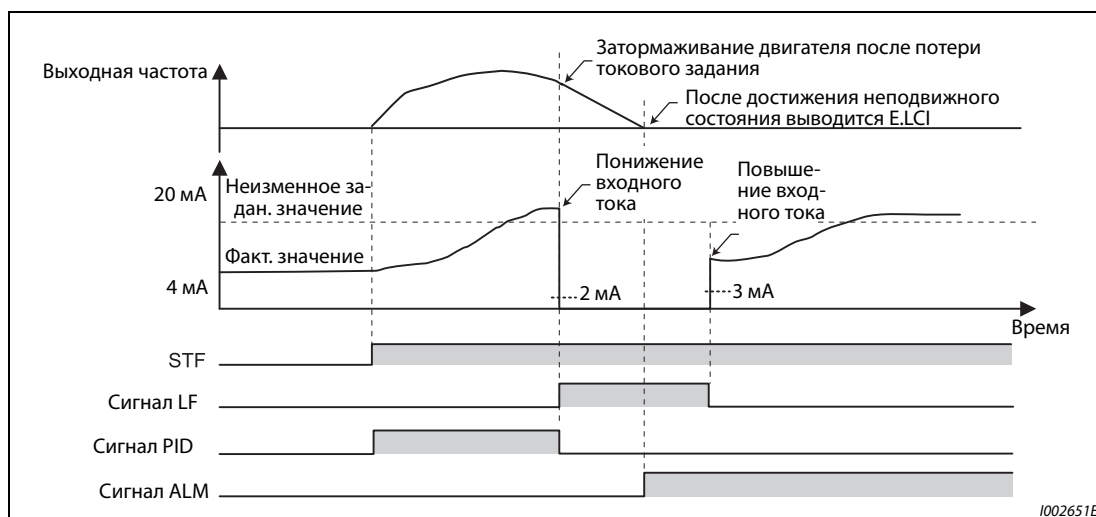 Затормаживание двигателя после потери
токового задания
Выходная частота
После достижения неподвижного
состояния выводится E.LCI
Понижение
входного
тока
Повыше-
ние вход-
ного тока
20 мА
Неизменное за-
дан. значение
Факт. значение
4 мА
2 мА
3 мА
Время
STF
Сигнал LF
Сигнал PID
Сигнал ALM
I002651E